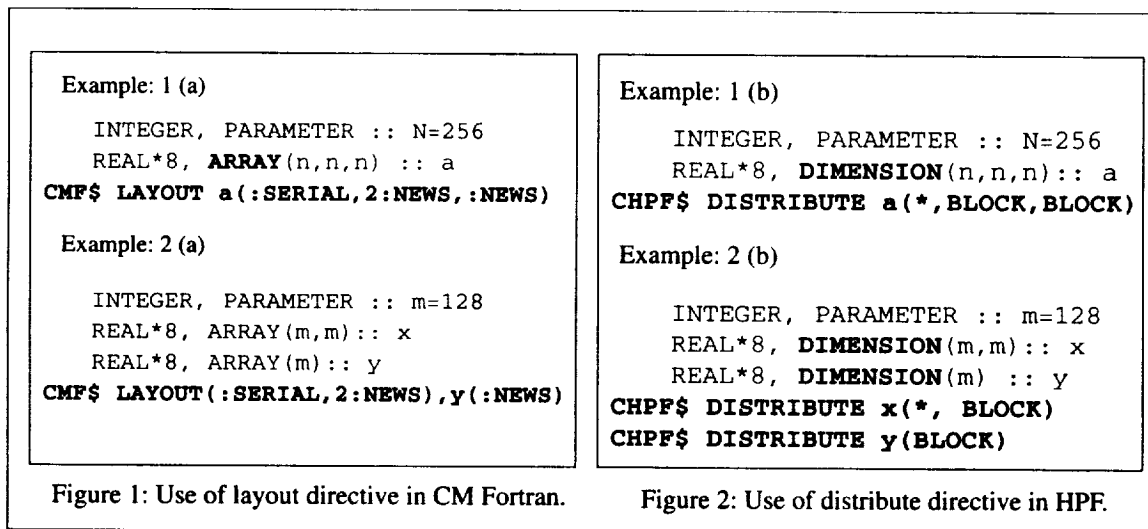 Example: 1 (a)
INTEGER, PARAMETER :: N=256
REAL*8, ARRAY(n,n,n) :: a
CMF$ LAYOUT a(:SERIAL,2:NEWS,:NEWS)
Example: 2 (a)
INTEGER, PARAMETER :: m=128
REAL*8, ARRAY(m,m):: x
REAL*8, ARRAY(m):: y
CMF$ LAYOUT(:SERIAL,2:NEWS),y(:NEWS)
Figure 1: Use of layout directive in CM Fortran.
Example: 1 (b)
INTEGER, PARAMETER :: N=256
REAL*8, DIMENSION(n,n,n):: a
CHPF$ DISTRIBUTE a(*,BLOCK,BLOCK)
Example: 2 (b)
INTEGER, PARAMETER :: m=128
REAL*8, DIMENSION(m,m):: x
REAL*8, DIMENSION(m) :: y
CHPF$ DISTRIBUTE x(*, BLOCK)
CHPF$ DISTRIBUTE y(BLOCK)
Figure 2: Use of distribute directive in HPF.